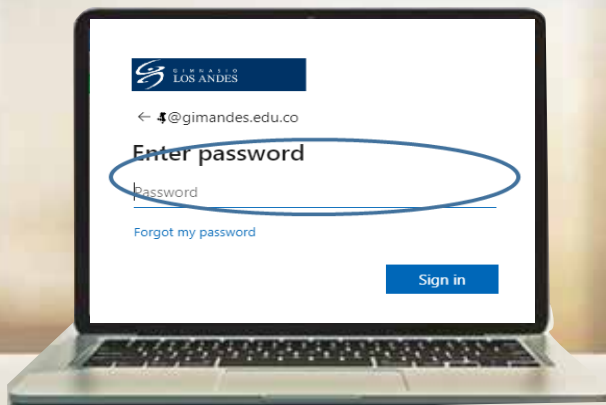 GIMNASIO
LOS ANDES
← @gimandes.edu.co
Enter password
Password
Forgot my password
Sign in